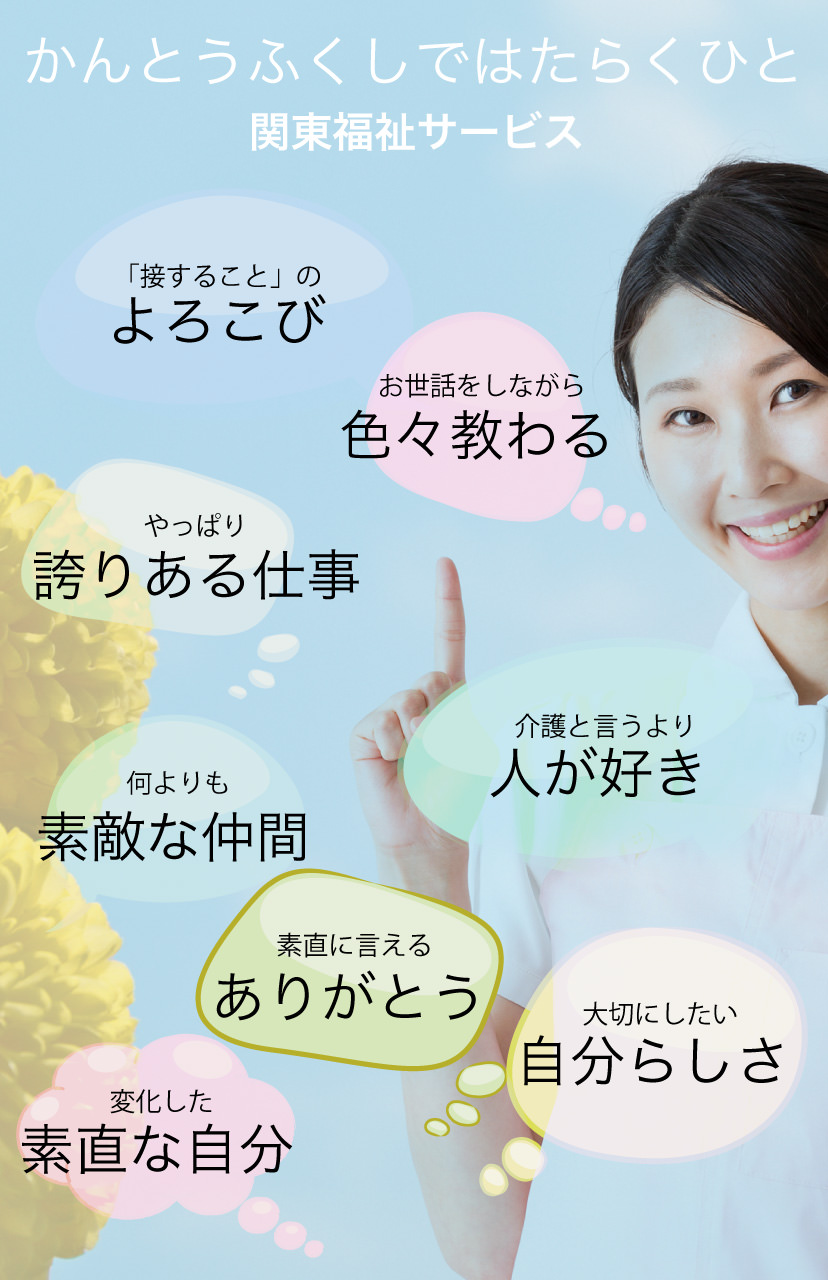 かんとうふくしではたらくひと
関東福祉サービス
「接すること」の
よろこび
お世話をしながら
色々教わる
やっぱり
誇りある仕事
介護と言うより
人が好き
何よりも
素敵な仲間
素直に言える
ありがとう
大切にしたい
自分らしさ
変化した
素直な自分